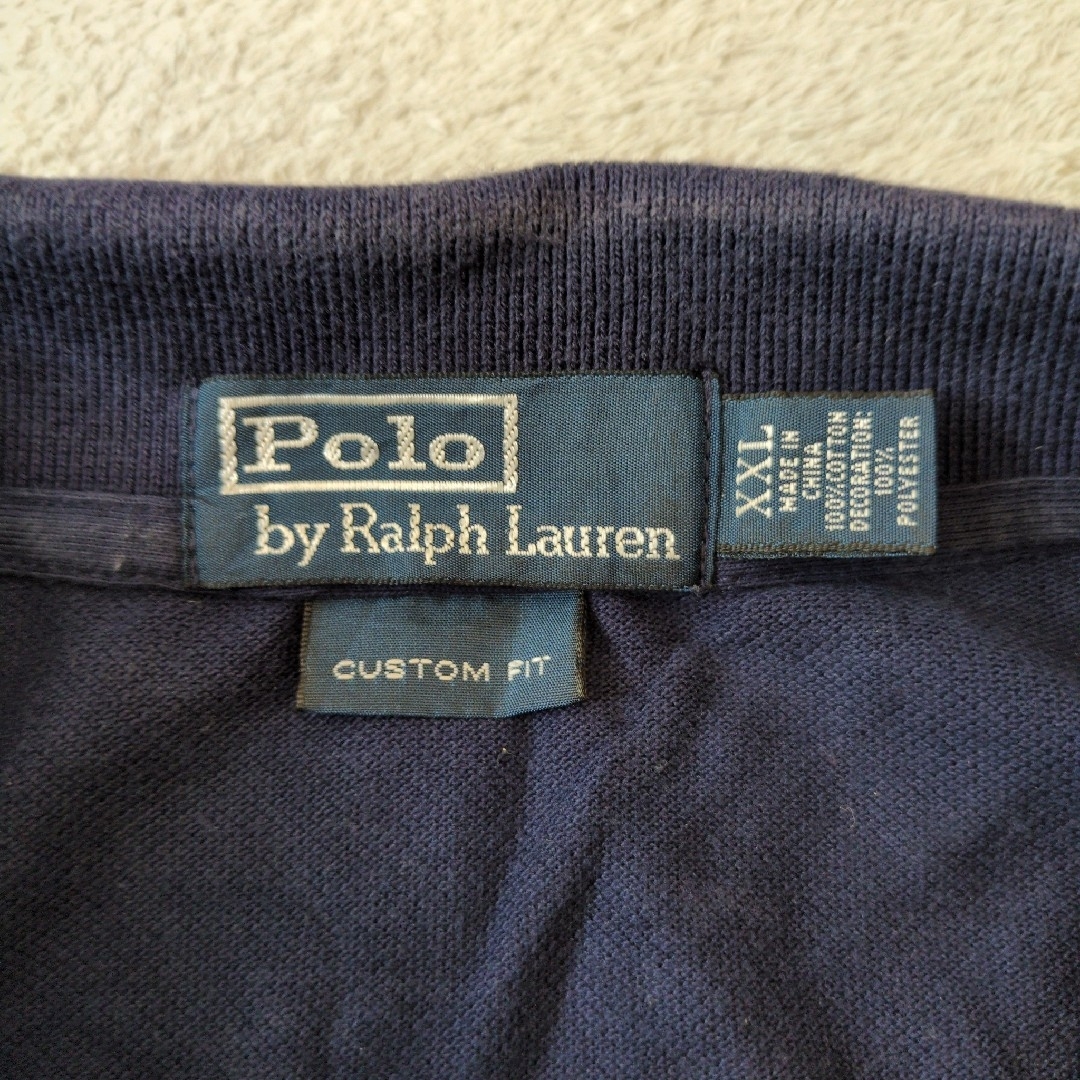 Polo
by Ralph Lauren
XXL
MADE IN
CHINA
100%COTTON
DECORATION:
100%
POLYESTER
CUSTOM FIT